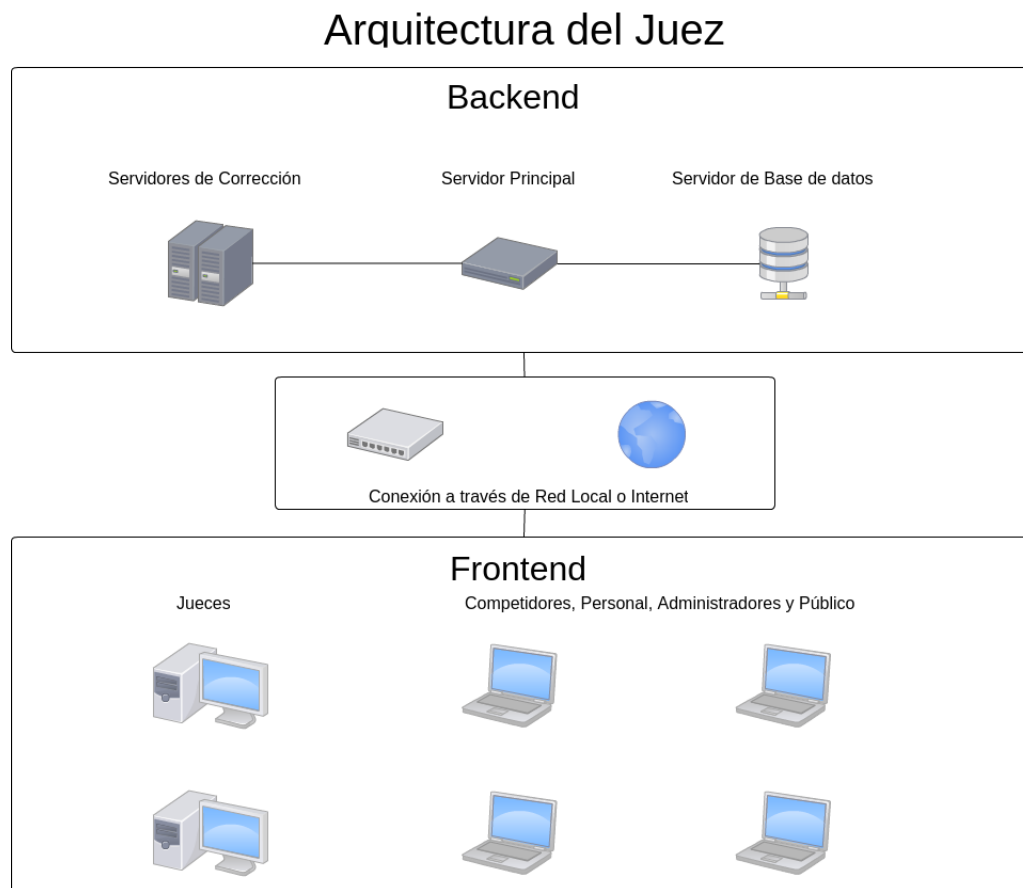 Arquitectura del Juez
Backend
Servidores de Corrección
Servidor Principal
Servidor de Base de datos
Conexión a través de Red Local o Internet
Frontend
Jueces
Competidores, Personal, Administradores y Público